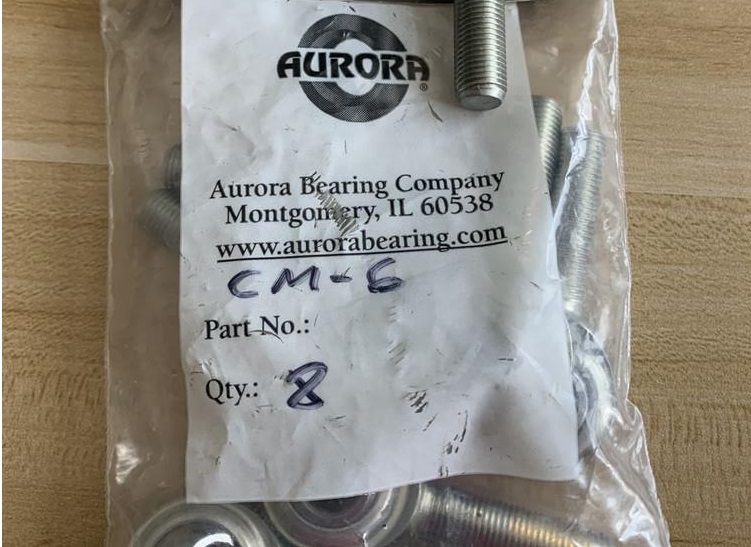 AURORA®
Aurora Bearing Company
Montgomery, IL 60538
www.aurorabearing.com
CM-6
Part No.:
Qty.: 8